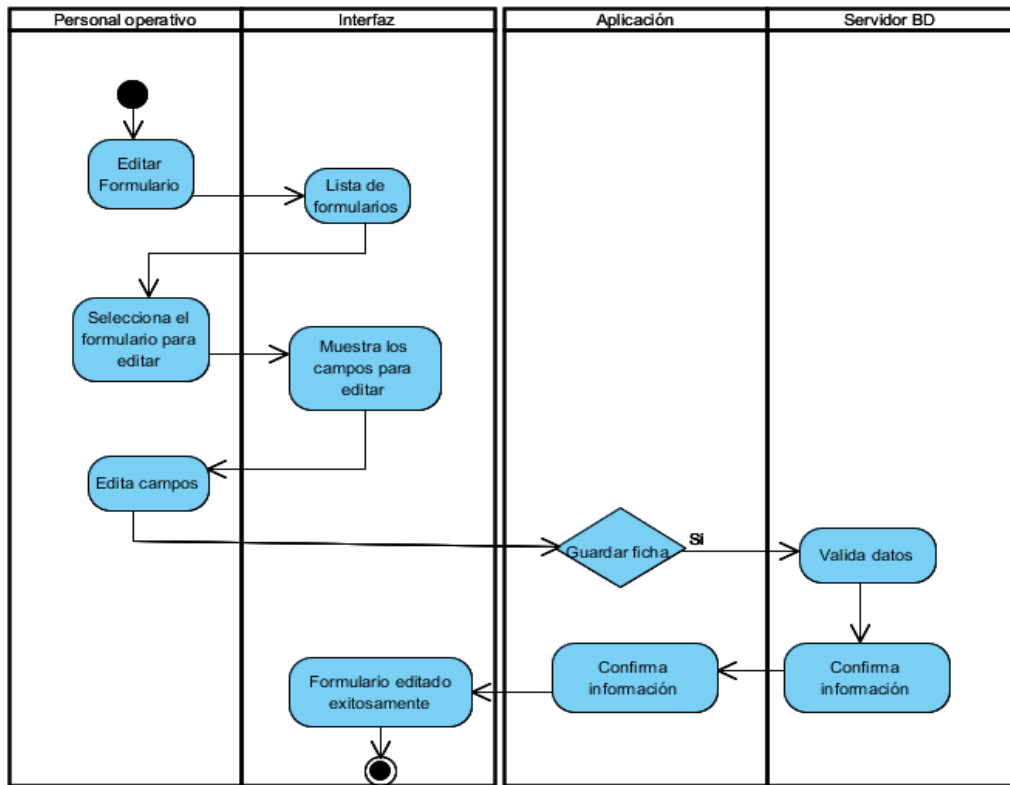 Personal operativo
Interfaz
Aplicación
Servidor BD
Editar
Formulario
Lista de
formularios
Selecciona el
formulario para
editar
Muestra los
campos para
editar
Edita campos
Guardar ficha
Si
Valida datos
Formulario editado
exitosamente
Confirma
información
Confirma
información